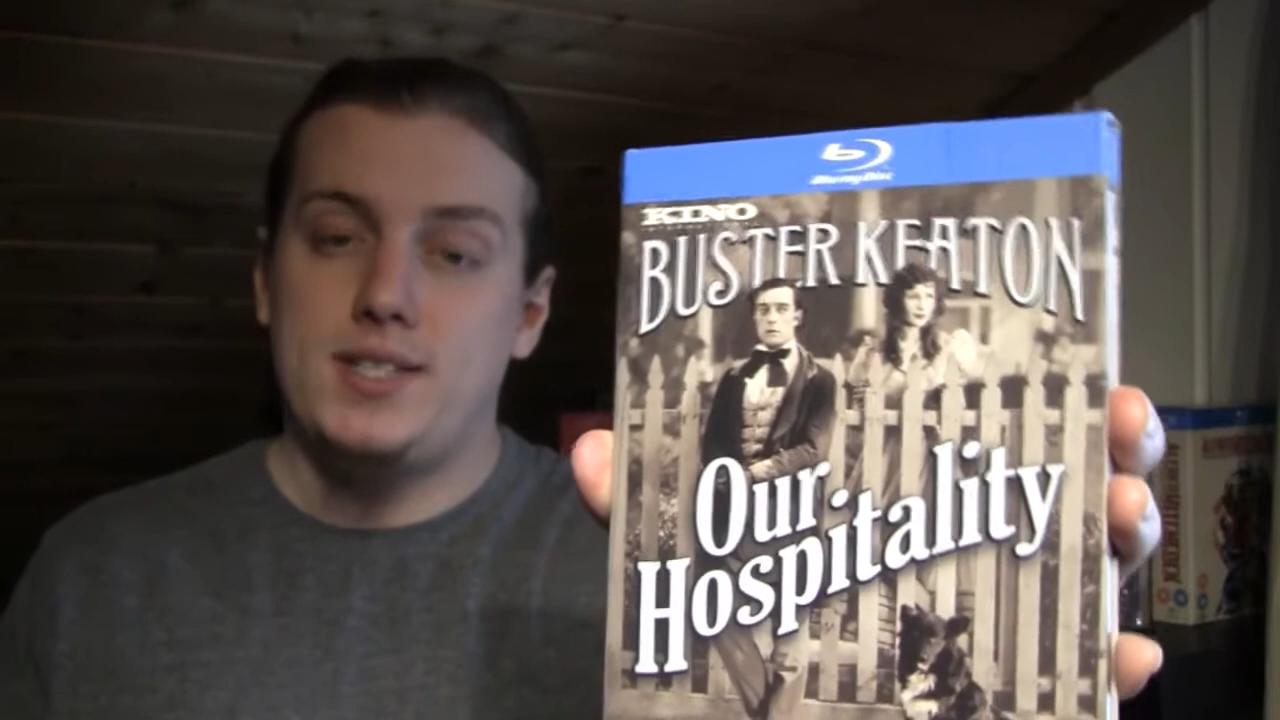 Blu-ray Disc
KINO
BUSTER KEATON
Our
Hospitality